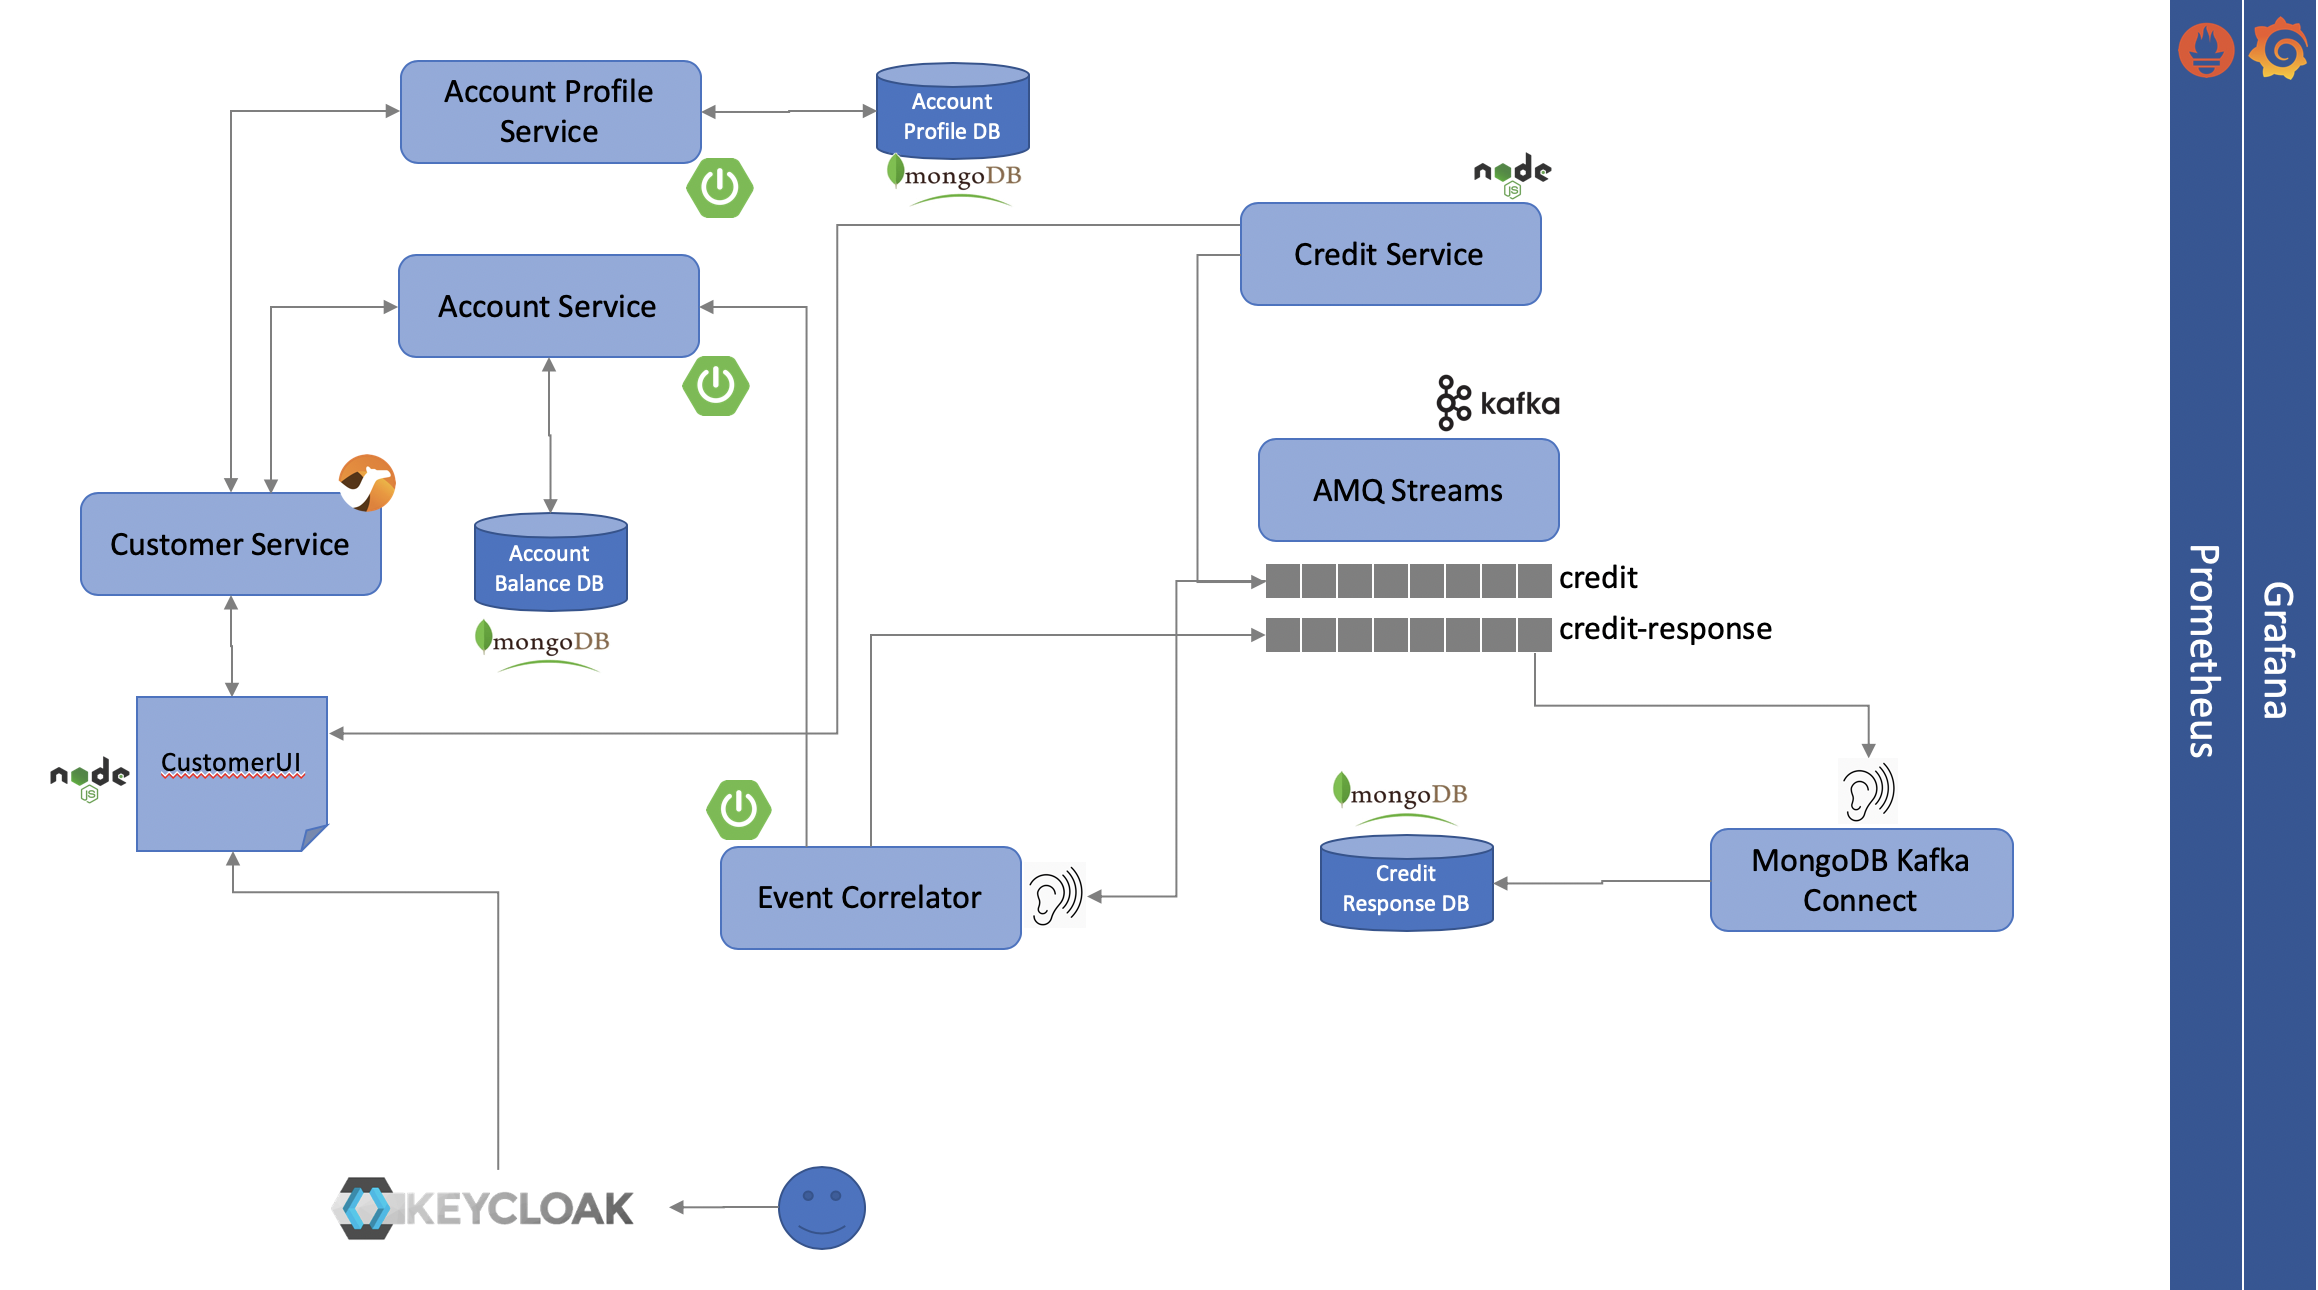 Account Profile
Service
Account
Profile DB
mongoDB
node
JS
Credit Service
Account Service
kafka
AMQ Streams
Customer Service
Account
Balance DB
mongoDB
credit
credit-response
CustomerUI
node
JS
mongoDB
Credit
Response DB
MongoDB Kafka
Connect
Event Correlator
KEYCLOAK
Prometheus
Grafana